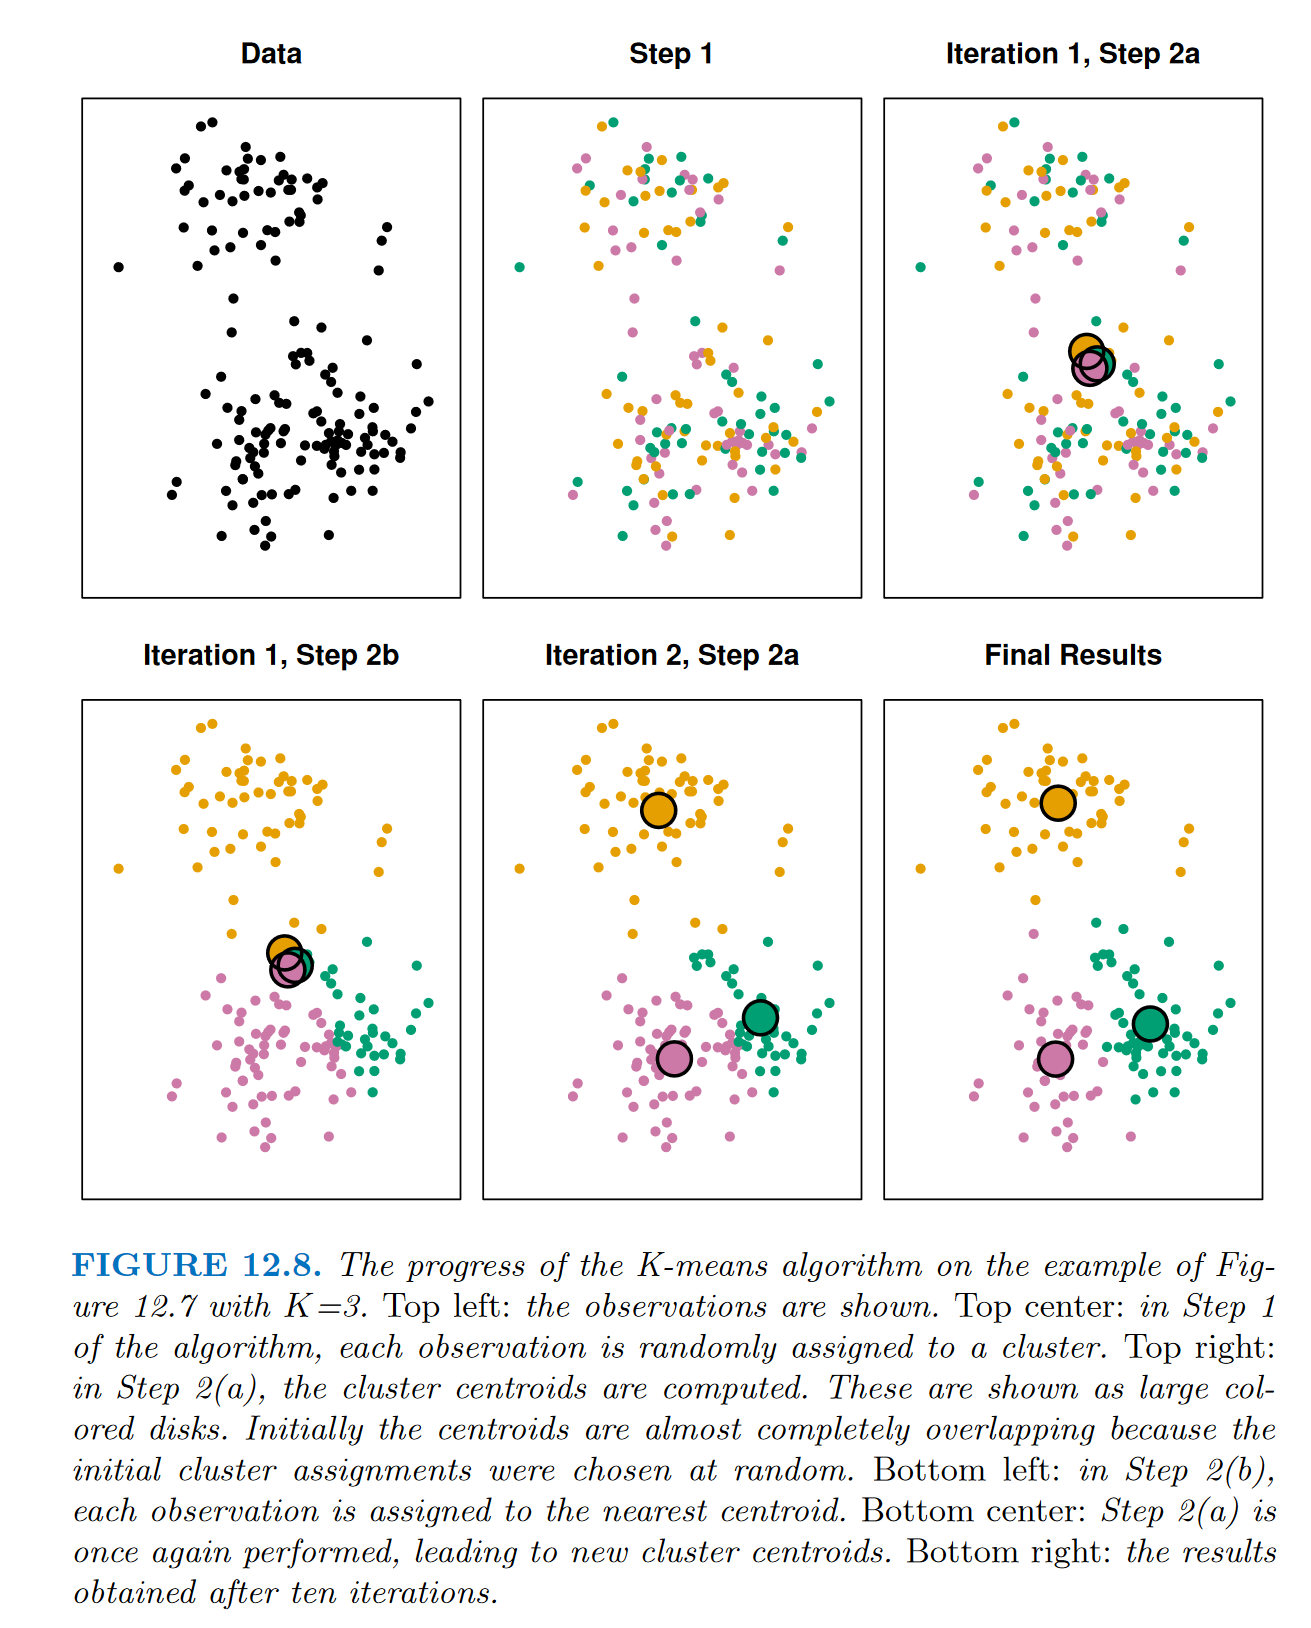 Data
Step 1
Iteration 1, Step 2a
Iteration 1, Step 2b
Iteration 2, Step 2a
Final Results
FIGURE 12.8. The progress of the K-means algorithm on the example of Fig-
ure 12.7 with K=3. Top left: the observations are shown. Top center: in Step 1
of the algorithm, each observation is randomly assigned to a cluster. Top right:
in Step 2(a), the cluster centroids are computed. These are shown as large col-
ored disks. Initially the centroids are almost completely overlapping because the
initial cluster assignments were chosen at random. Bottom left: in Step 2(b),
each observation is assigned to the nearest centroid. Bottom center: Step 2(a) is
once again performed, leading to new cluster centroids. Bottom right: the results
obtained after ten iterations.